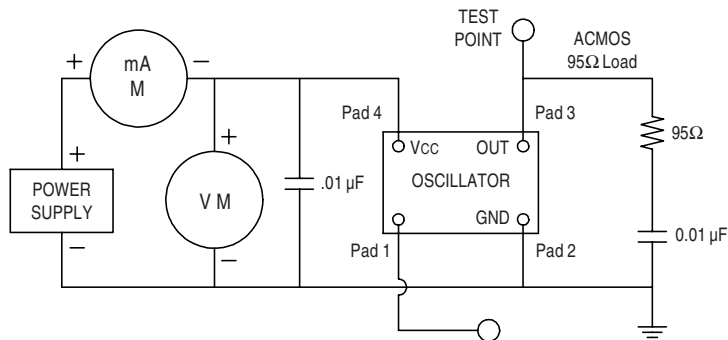 TEST
POINT
ACMOS
95Ω Load
+
mA
M
−
Pad 4
Pad 3
+
VCC
OUT
95Ω
+
POWER
SUPPLY
−
V M
−
.01 µF
OSCILLATOR
GND
Pad 1
Pad 2
0.01 µF